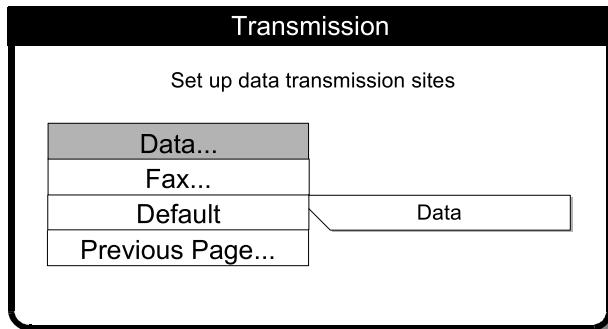 Transmission
Set up data transmission sites
Data...
Fax...
Default
Data
Previous Page...